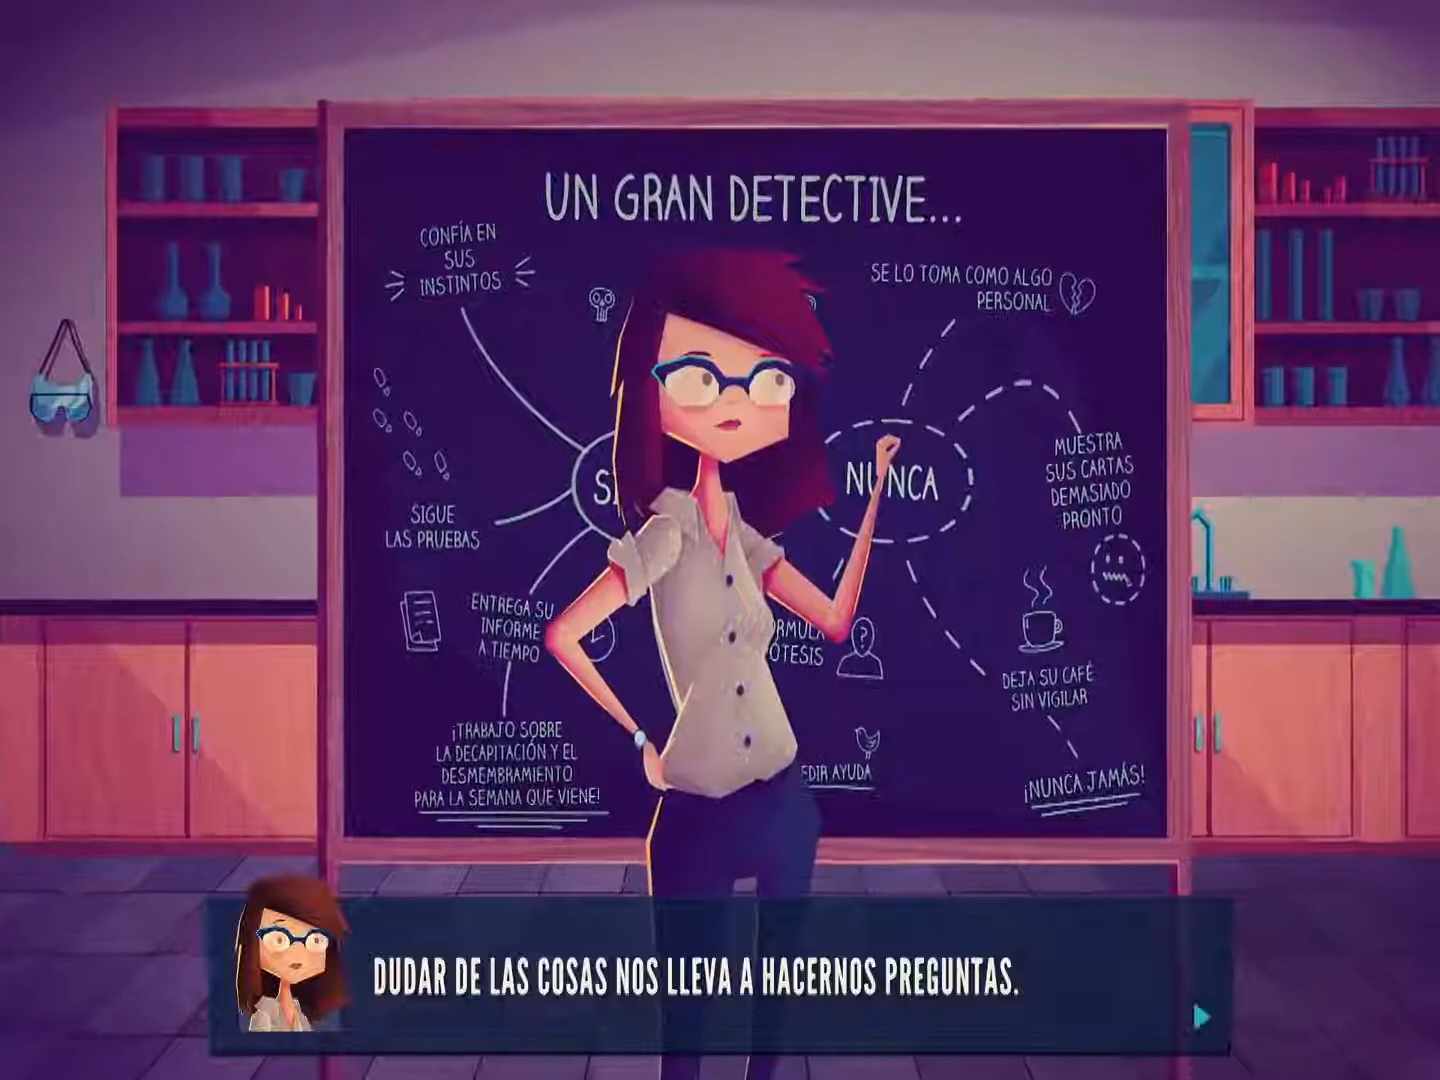 UN GRAN DETECTIVE...
CONFÍA EN
SUS
INSTINTOS
SIGUE
LAS PRUEBAS
ENTREGA SU
INFORME
A TIEMPO
¡TRABAJO SOBRE
LA DECAPITACIÓN Y EL
DESMEMBRAMIENTO
PARA LA SEMANA QUE VIENE!
NUNCA
SE LO TOMA COMO ALGO
PERSONAL
MUESTRA
SUS CARTAS
DEMASIADO
PRONTO
DEJA SU CAFÉ
SIN VIGILAR
¡NUNCA JAMÁS!
AYUDA
DUDAR DE LAS COSAS NOS LLEVA A HACERNOS PREGUNTAS.